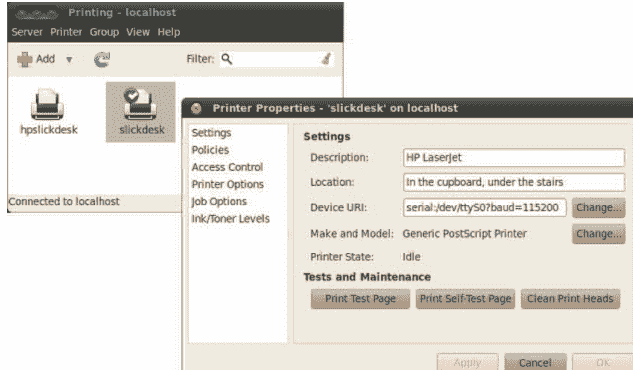 Printing - localhost
Server Printer Group View Help
Add Filter:
hpslickdesk slickdesk
Connected to localhost
Printer Properties - 'slickdesk' on localhost
Settings
Policies
Access Control
Printer Options
Job Options
Ink/Toner Levels
Settings
Description: HP LaserJet
Location: In the cupboard, under the stairs
Device URI: serial:/dev/ttyS0?baud=115200 Change...
Make and Model: Generic PostScript Printer Change...
Printer State: Idle
Tests and Maintenance
Print Test Page Print Self-Test Page Clean Print Heads
Apply Cancel OK